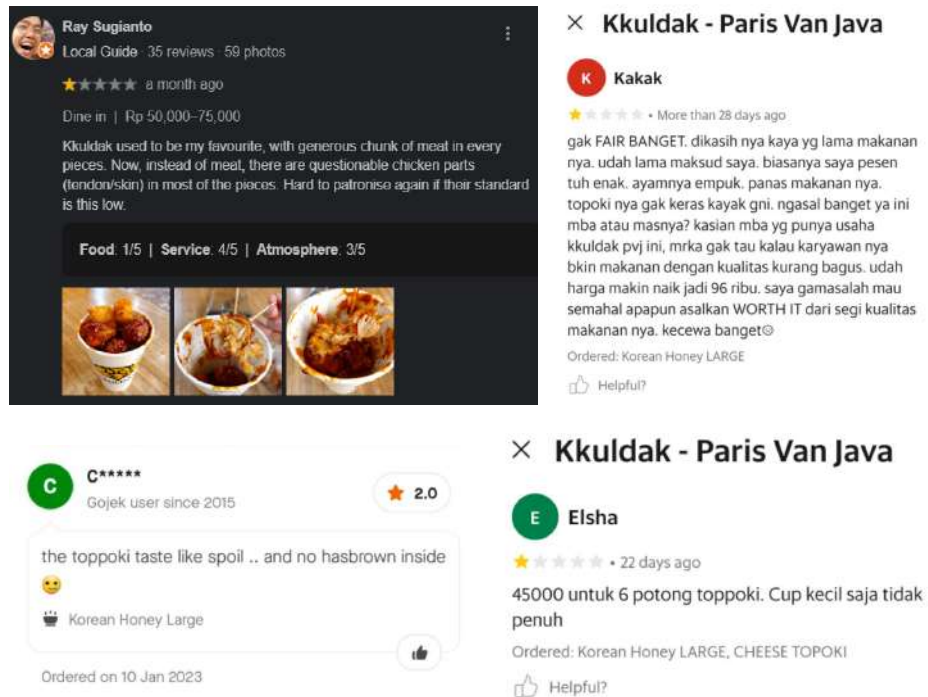 Ray Sugianto
Local Guide · 35 reviews · 59 photos
a month ago
Dine in | Rp 50,000–75,000
Kkuldak used to be my favourite, with generous chunk of meat in every
pieces. Now, instead of meat, there are questionable chicken parts
(tendon/skin) in most of the pieces. Hard to patronise again if their standard
is this low.
Food: 1/5 | Service: 4/5 | Atmosphere: 3/5
Kkuldak - Paris Van Java
K
Kakak
• More than 28 days ago
gak FAIR BANGET. dikasih nya kaya yg lama makanan
nya. udah lama maksud saya. biasanya saya pesen
tuh enak. ayamnya empuk. panas makanan nya.
topoki nya gak keras kayak gni. ngasal banget ya ini
mba atau masnya? kasian mba yg punya usaha
kkuldak pvj ini, mrka gak tau kalau karyawan nya
bkin makanan dengan kualitas kurang bagus. udah
harga makin naik jadi 96 ribu. saya gamasalah mau
semahal apapun asalkan WORTH IT dari segi kualitas
makanan nya. kecewa banget☹
Ordered: Korean Honey LARGE
Helpful?
C
C*****
Gojek user since 2015
2.0
the toppoki taste like spoil .. and no hasbrown inside
Korean Honey Large
Ordered on 10 Jan 2023
Kkuldak - Paris Van Java
E
Elsha
• 22 days ago
45000 untuk 6 potong toppoki. Cup kecil saja tidak
penuh
Ordered: Korean Honey LARGE, CHEESE TOPOKI
Helpful?